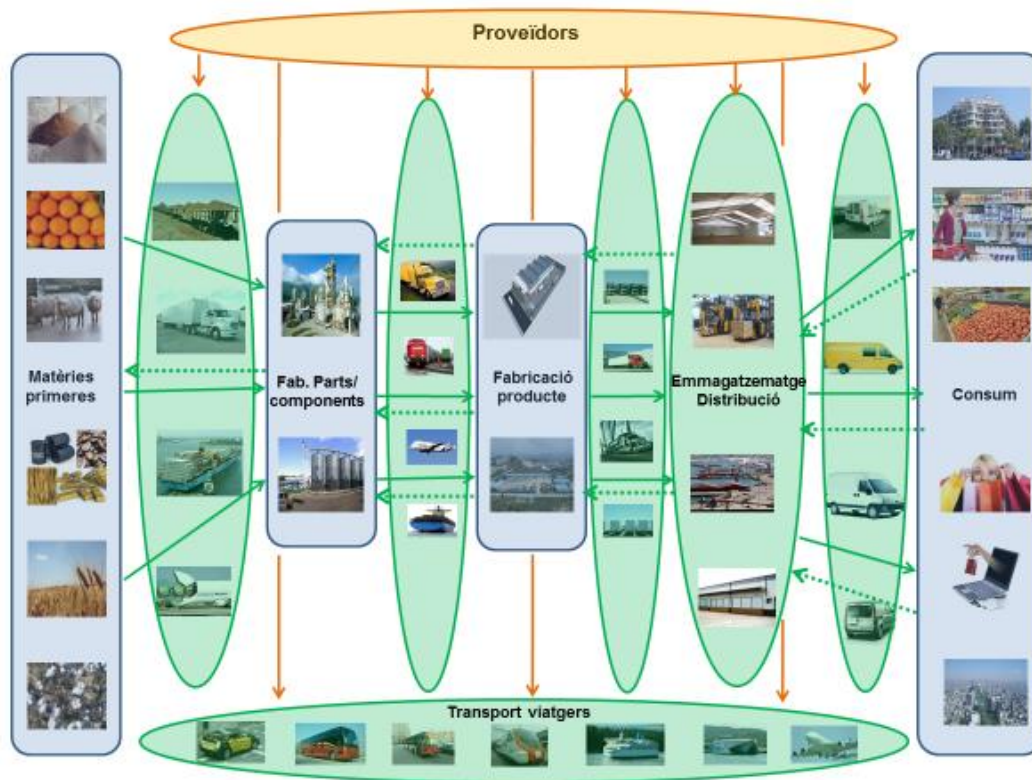 Proveïdors
Matèries
primeres
Fab. Parts/
components
Fabricació
producte
Emmagatzematge
Distribució
Consum
Transport viatgers